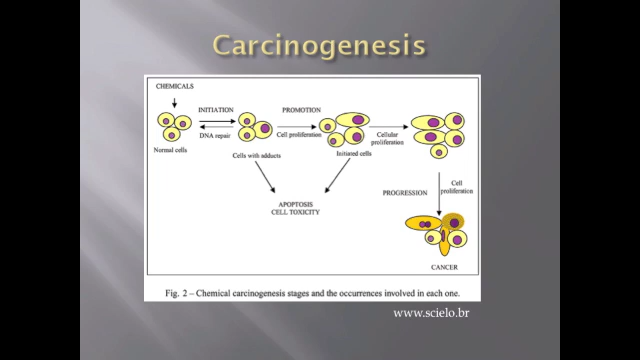 Carcinogenesis
CHEMICALS
INITIATION
PROMOTION
DNA repair
Cell proliferation
Cellular
proliferation
Normal cells
Cells with adducts
Initiated cells
APOPTOSIS
CELL TOXICITY
PROGRESSION
Cell
proliferation
CANCER
Fig. 2 – Chemical carcinogenesis stages and the occurrences involved in each one.
www.scielo.br